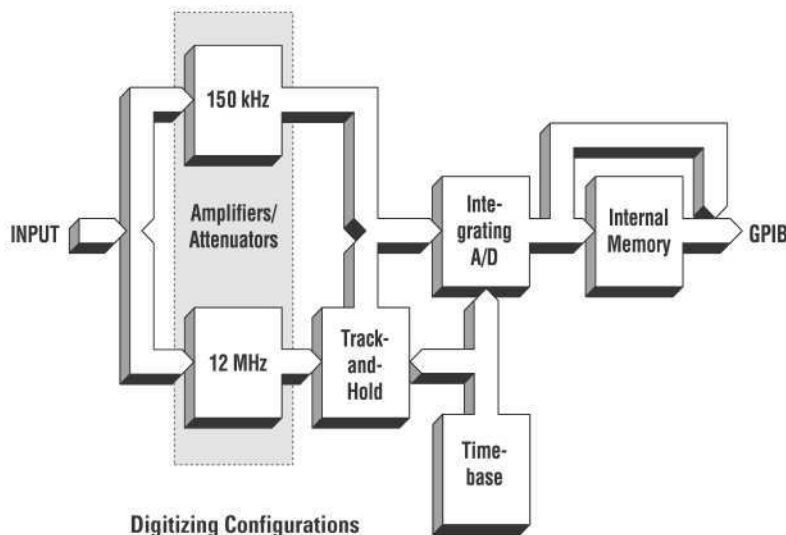 150 kHz
Amplifiers/
Attenuators
INPUT
12 MHz
Track-
and-
Hold
Inte-
grating
A/D
Internal
Memory
GPIB
Time-
base
Digitizing Configurations